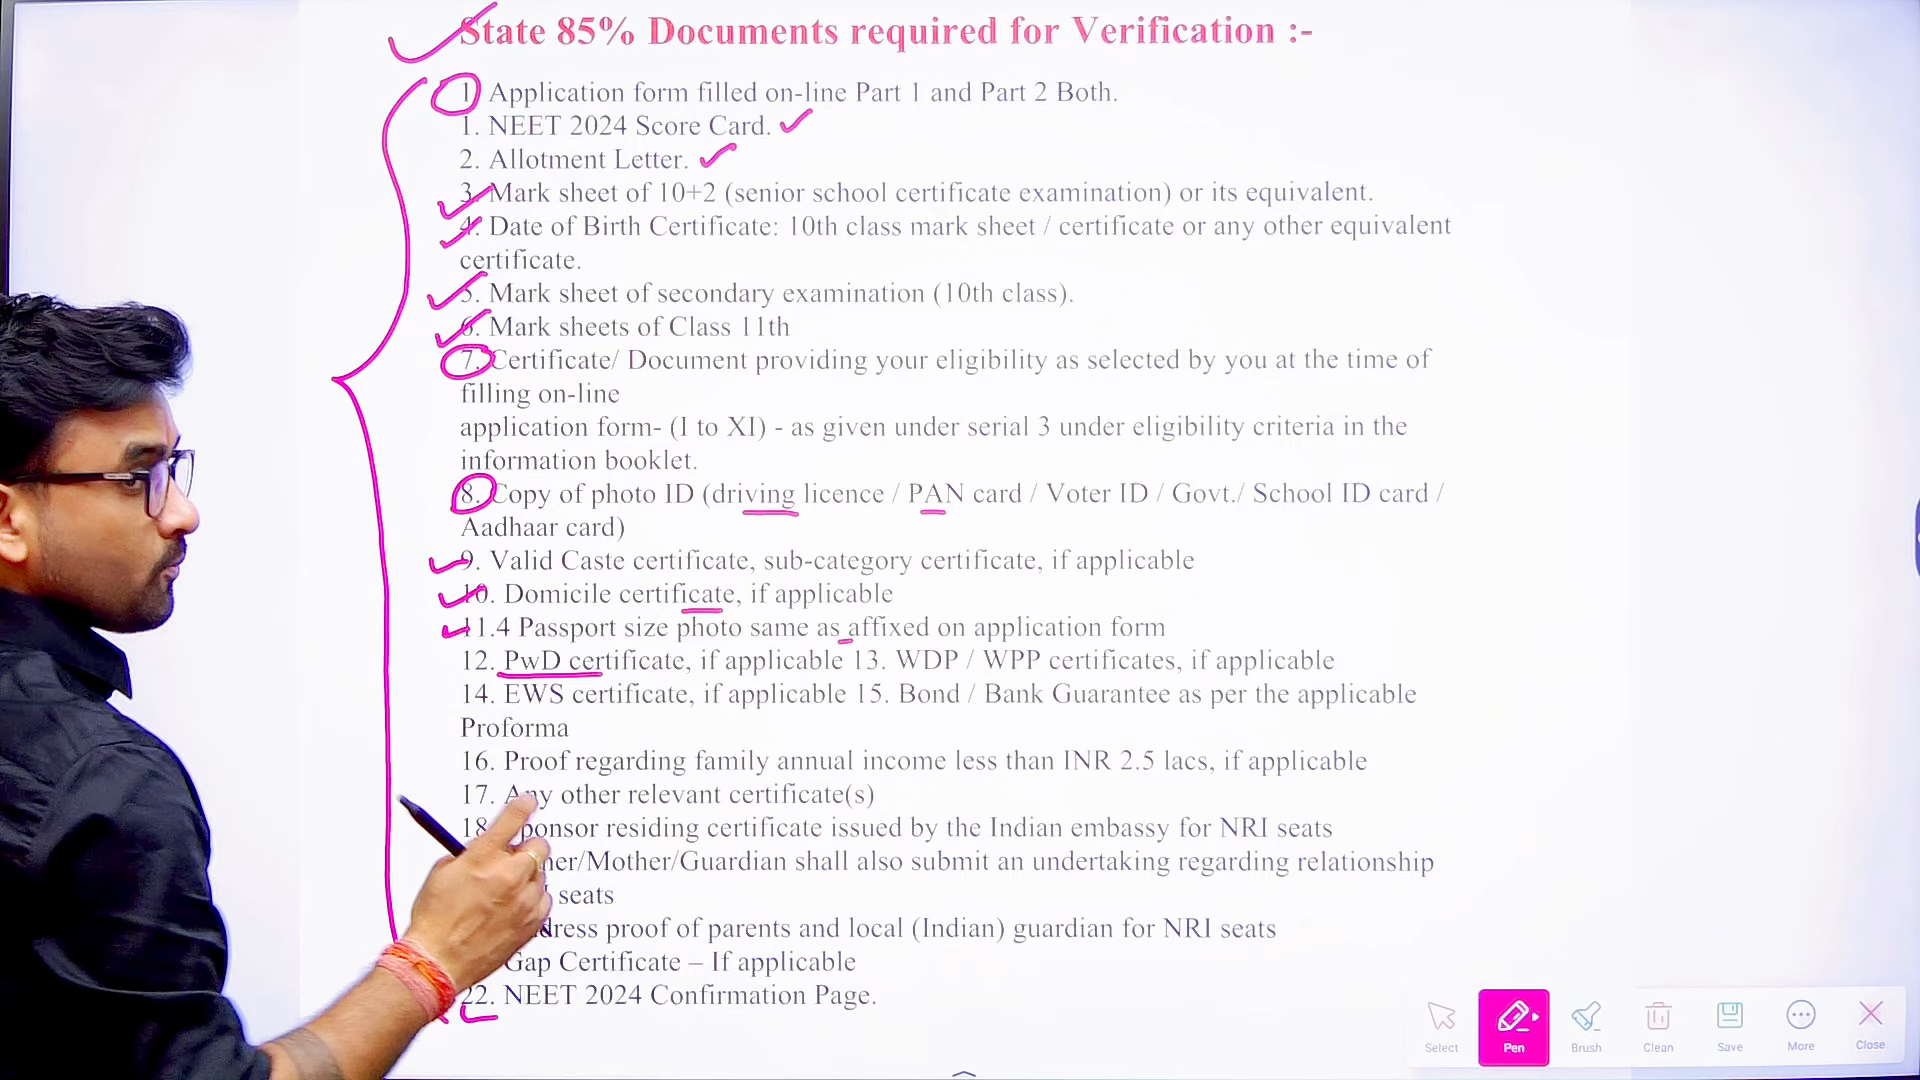 State 85% Documents required for Verification :-
1. Application form filled on-line Part 1 and Part 2 Both.
1. NEET 2024 Score Card.
2. Allotment Letter.
3. Mark sheet of 10+2 (senior school certificate examination) or its equivalent.
4. Date of Birth Certificate: 10th class mark sheet / certificate or any other equivalent
certificate.
5. Mark sheet of secondary examination (10th class).
6. Mark sheets of Class 11th
7. Certificate/ Document providing your eligibility as selected by you at the time of
filling on-line
application form- (I to XI) - as given under serial 3 under eligibility criteria in the
information booklet.
8. Copy of photo ID (driving licence / PAN card / Voter ID / Govt./ School ID card /
Aadhaar card)
9. Valid Caste certificate, sub-category certificate, if applicable
10. Domicile certificate, if applicable
11.4 Passport size photo same as affixed on application form
12. PwD certificate, if applicable 13. WDP / WPP certificates, if applicable
14. EWS certificate, if applicable 15. Bond / Bank Guarantee as per the applicable
Proforma
16. Proof regarding family annual income less than INR 2.5 lacs, if applicable
17. Any other relevant certificate(s)
18 residing certificate issued by the Indian embassy for NRI seats
/Mother/Guardian shall also submit an undertaking regarding relationship
seats
proof of parents and local (Indian) guardian for NRI seats
Gap Certificate – If applicable
22. NEET 2024 Confirmation Page.
Select
Pen
Brush
Clean
Save
More
Close